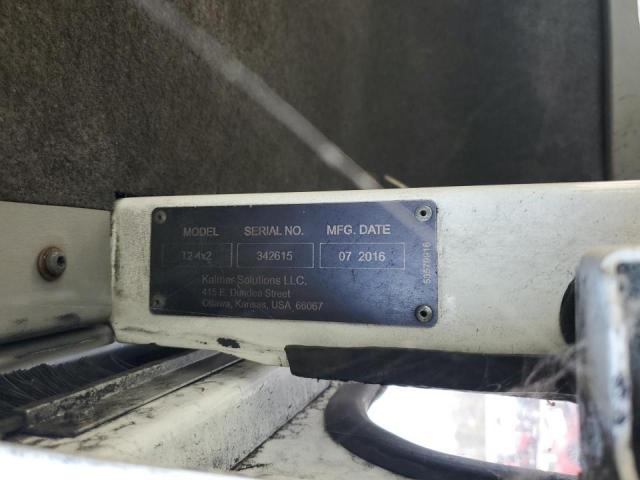 MODEL SERIAL NO. MFG. DATE
T2 4x2 342615 07 2016
Kalmar Solutions LLC.
415 E. Dundee Street
Ottawa, Kansas, USA 66067